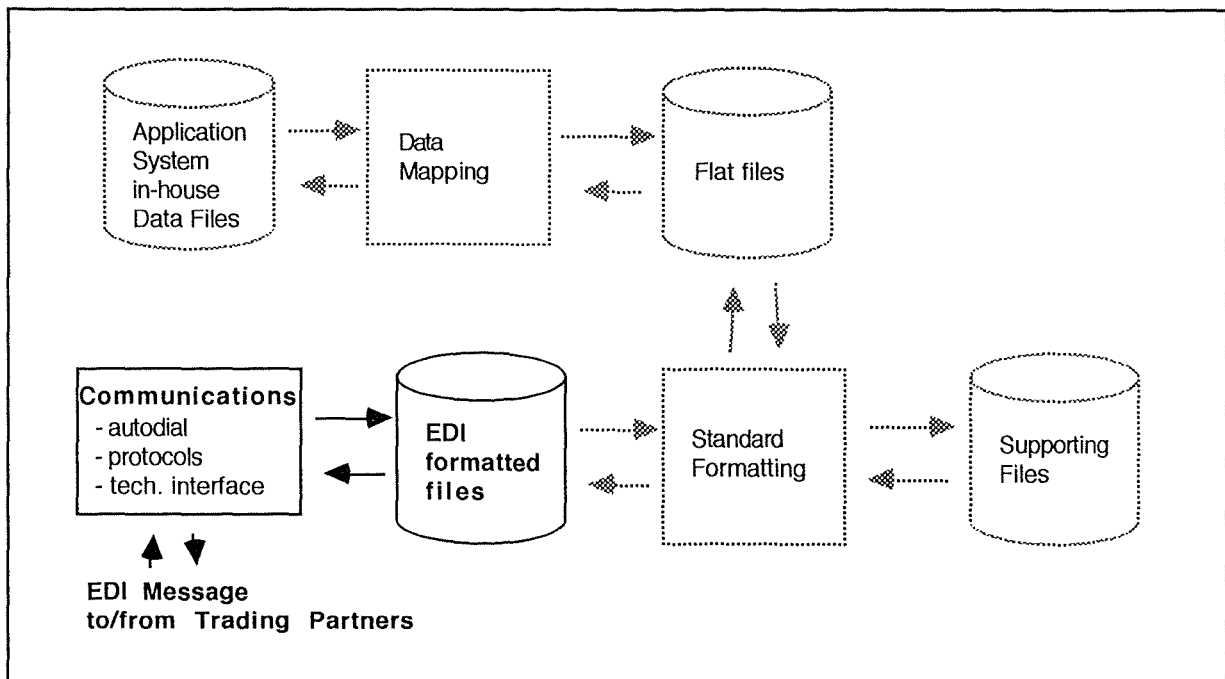 Application
System
in-house
Data Files
Data
Mapping
Flat files
Communications
- autodial
- protocols
- tech. interface
EDI
formatted
files
Standard
Formatting
Supporting
Files
EDI Message
to/from Trading Partners